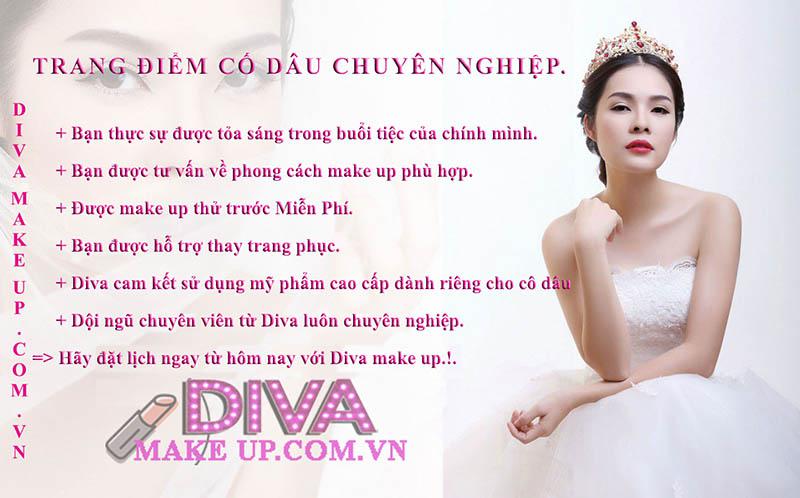 TRANG ĐIỂM CỐ DÂU CHUYÊN NGHIỆP.
DIVA MAKE UP.COM.VN
+ Bạn thực sự được tỏa sáng trong buổi tiệc của chính mình.
+ Bạn được tư vấn về phong cách make up phù hợp.
+ Được make up thử trước Miễn Phí.
+ Bạn được hỗ trợ thay trang phục.
+ Diva cam kết sử dụng mỹ phẩm cao cấp dành riêng cho cô dâu
+ Dội ngũ chuyên viên từ Diva luôn chuyên nghiệp.
=> Hãy đặt lịch ngay từ hôm nay với Diva make up.!.
DIVA
MAKE UP.COM.VN